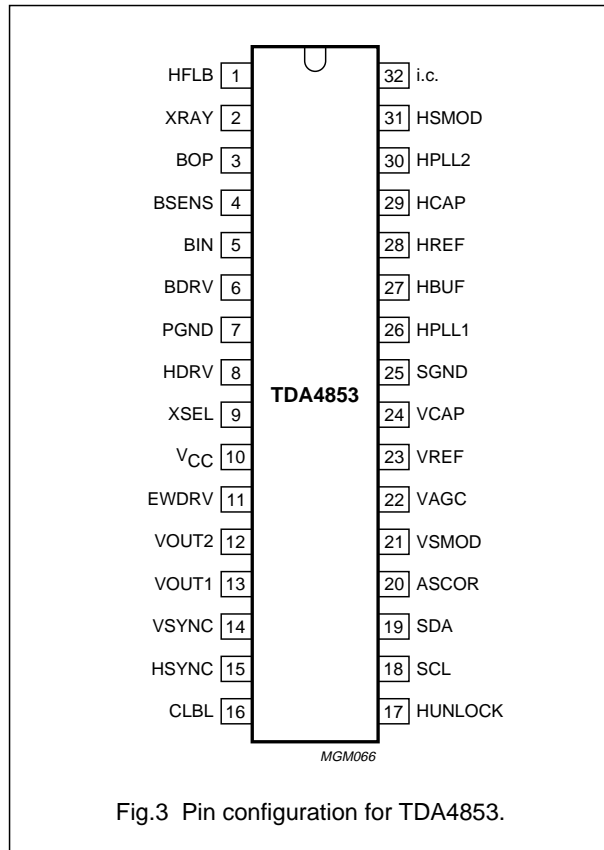 HFLB 1 32 i.c.
XRAY 2 31 HSMOD
BOP 3 30 HPLL2
BSENS 4 29 HCAP
BIN 5 28 HREF
BDRV 6 27 HBUF
PGND 7 26 HPLL1
HDRV 8 25 SGND
TDA4853
XSEL 9 24 VCAP
VCC 10 23 VREF
EWDRV 11 22 VAGC
VOUT2 12 21 VSMOD
VOUT1 13 20 ASCOR
VSYNC 14 19 SDA
HSYNC 15 18 SCL
CLBL 16 17 HUNLOCK
MGM066
Fig.3 Pin configuration for TDA4853.